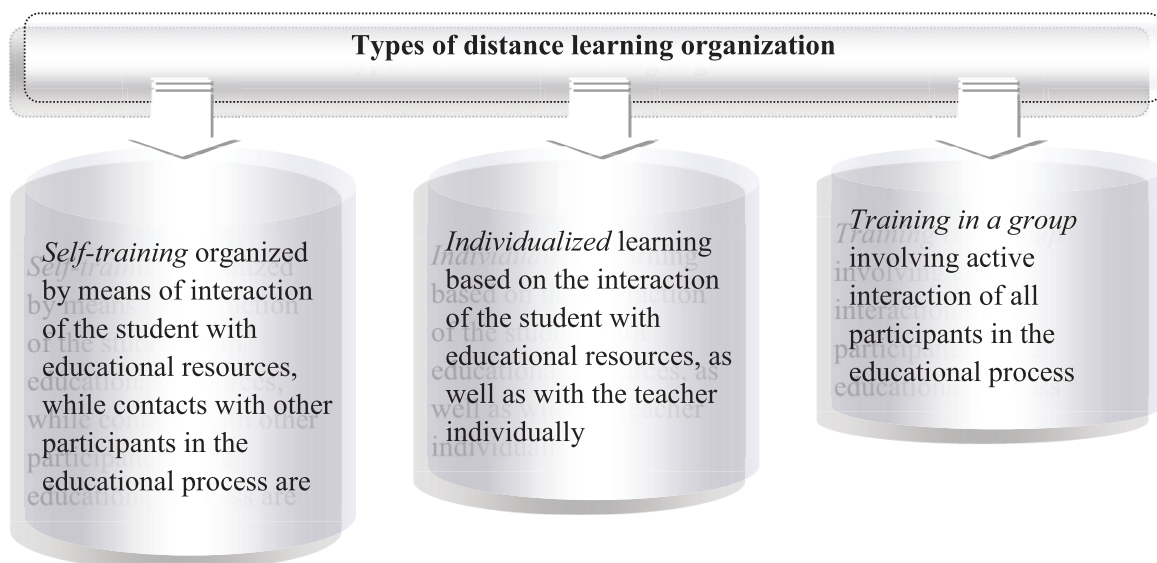 Types of distance learning organization
Self-training organized
by means of interaction
of the student with
educational resources,
while contacts with other
participants in the
educational process are
Individualized learning
based on the interaction
of the student with
educational resources, as
well as with the teacher
individually
Training in a group
involving active
interaction of all
participants in the
educational process